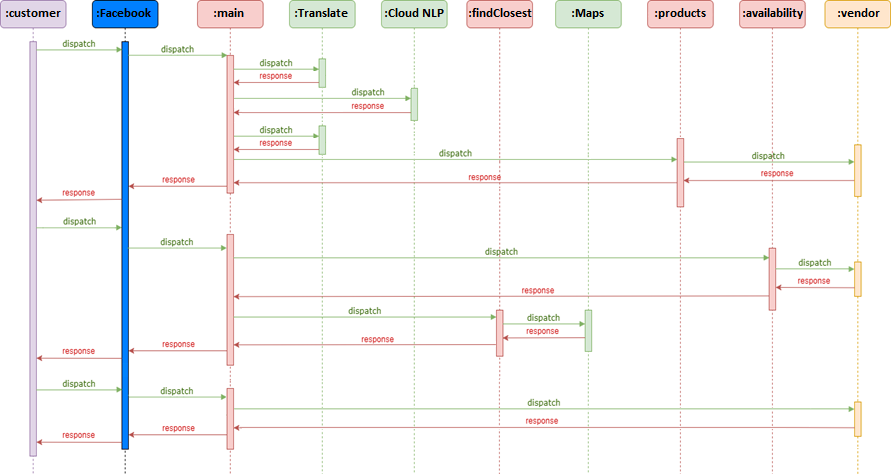 :customer :Facebook :main :Translate :Cloud NLP :findClosest :Maps :products :availability :vendor
dispatch
dispatch
dispatch
response
dispatch
response
dispatch
response
dispatch
dispatch
response
response
response
response
dispatch
dispatch
dispatch
dispatch
response
response
dispatch
dispatch
response
response
response
response
dispatch
dispatch
dispatch
response
response
response